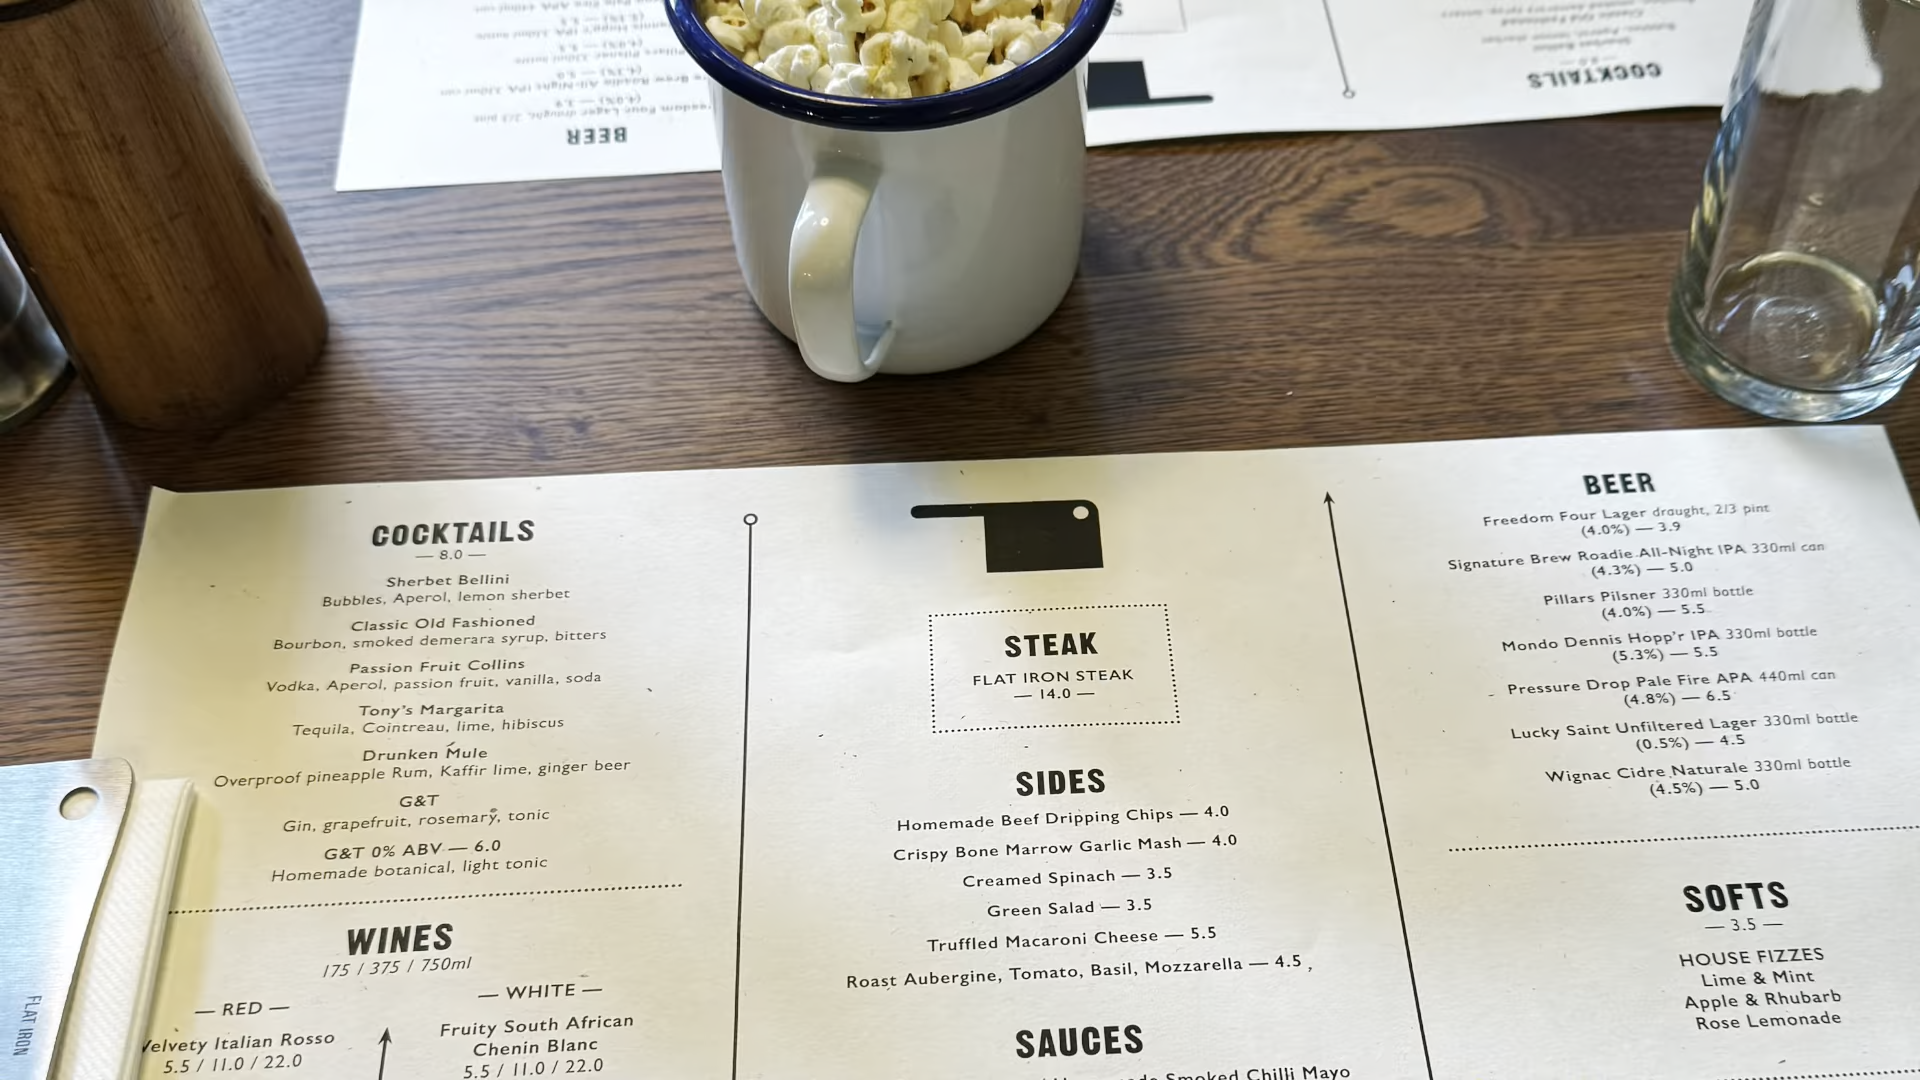 BEER
COCKTAILS
COCKTAILS
— 8.0 —
Sherbet Bellini
Bubbles, Aperol, lemon sherbet
Classic Old Fashioned
Bourbon, smoked demerara syrup, bitters
Passion Fruit Collins
Vodka, Aperol, passion fruit, vanilla, soda
Tony's Margarita
Tequila, Cointreau, lime, hibiscus
Drunken Mule
Overproof pineapple Rum, Kaffir lime, ginger beer
G&T
Gin, grapefruit, rosemary, tonic
G&T 0% ABV — 6.0
Homemade botanical, light tonic
WINES
175 / 375 / 750ml
— RED —
Velvety Italian Rosso
5.5 / 11.0 / 22.0
— WHITE —
Fruity South African
Chenin Blanc
5.5 / 11.0 / 22.0
STEAK
FLAT IRON STEAK
— 14.0 —
SIDES
Homemade Beef Dripping Chips — 4.0
Crispy Bone Marrow Garlic Mash — 4.0
Creamed Spinach — 3.5
Green Salad — 3.5
Truffled Macaroni Cheese — 5.5
Roast Aubergine, Tomato, Basil, Mozzarella — 4.5
SAUCES
Smoked Chilli Mayo
BEER
Freedom Four Lager draught, 2/3 pint
(4.0%) — 3.9
Signature Brew Roadie All-Night IPA 330ml can
(4.3%) — 5.0
Pillars Pilsner 330ml bottle
(4.0%) — 5.5
Mondo Dennis Hopp'r IPA 330ml bottle
(5.3%) — 5.5
Pressure Drop Pale Fire APA 440ml can
(4.8%) — 6.5
Lucky Saint Unfiltered Lager 330ml bottle
(0.5%) — 4.5
Wignac Cidre Naturale 330ml bottle
(4.5%) — 5.0
SOFTS
— 3.5 —
HOUSE FIZZES
Lime & Mint
Apple & Rhubarb
Rose Lemonade
FLAT IRON